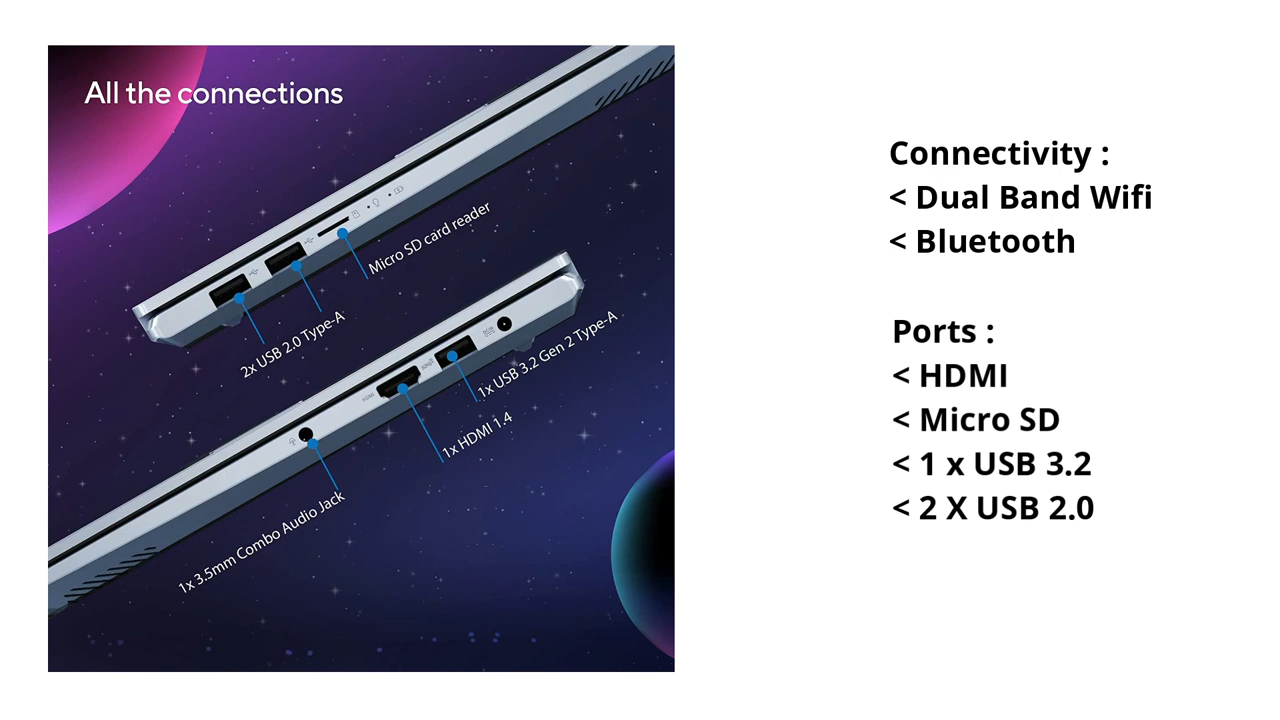 All the connections
Micro SD card reader
2x USB 2.0 Type-A
1x USB 3.2 Gen 2 Type-A
1x HDMI 1.4
1x 3.5mm Combo Audio Jack
Connectivity :
< Dual Band Wifi
< Bluetooth
Ports :
< HDMI
< Micro SD
< 1 x USB 3.2
< 2 X USB 2.0